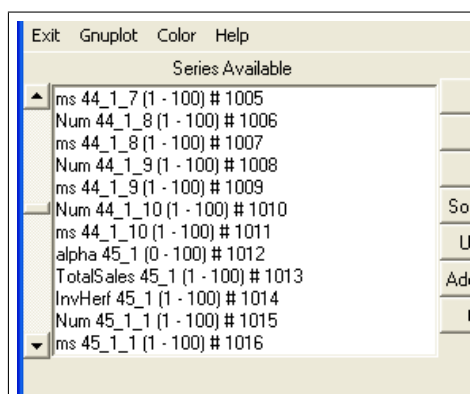 Exit Gnuplot Color Help
Series Available
ms 44_1_7 (1 - 100) # 1005
Num 44_1_8 (1 - 100) # 1006
ms 44_1_8 (1 - 100) # 1007
Num 44_1_9 (1 - 100) # 1008
ms 44_1_9 (1 - 100) # 1009
Num 44_1_10 (1 - 100) # 1010
ms 44_1_10 (1 - 100) # 1011
alpha 45_1 (0 - 100) # 1012
TotalSales 45_1 (1 - 100) # 1013
InvHerf 45_1 (1 - 100) # 1014
Num 45_1_1 (1 - 100) # 1015
ms 45_1_1 (1 - 100) # 1016